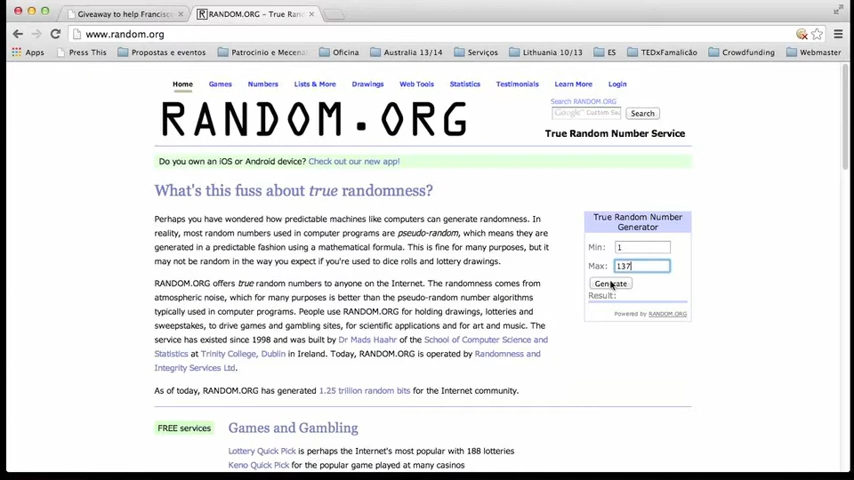 Giveaway to help Francisco
RANDOM.ORG – True Ran
www.random.org
Apps Press This Propostas e eventos Patrocinio e Mecena Oficina Australia 13/14 Serviços Lithuania 10/13 ES TEDxFamalicão Crowdfunding Webmaster
Home Games Numbers Lists & More Drawings Web Tools Statistics Testimonials Learn More Login
Search RANDOM.ORG
RANDOM.ORG
Google™ Custom Sea
Search
True Random Number Service
Do you own an iOS or Android device? Check out our new app!
What's this fuss about true randomness?
Perhaps you have wondered how predictable machines like computers can generate randomness. In
reality, most random numbers used in computer programs are pseudo-random, which means they are
generated in a predictable fashion using a mathematical formula. This is fine for many purposes, but it
may not be random in the way you expect if you're used to dice rolls and lottery drawings.
RANDOM.ORG offers true random numbers to anyone on the Internet. The randomness comes from
atmospheric noise, which for many purposes is better than the pseudo-random number algorithms
typically used in computer programs. People use RANDOM.ORG for holding drawings, lotteries and
sweepstakes, to drive games and gambling sites, for scientific applications and for art and music. The
service has existed since 1998 and was built by Dr Mads Haahr of the School of Computer Science and
Statistics at Trinity College, Dublin in Ireland. Today, RANDOM.ORG is operated by Randomness and
Integrity Services Ltd.
As of today, RANDOM.ORG has generated 1.25 trillion random bits for the Internet community.
True Random Number
Generator
Min: 1
Max: 137
Generate
Result:
Powered by RANDOM.ORG
FREE services
Games and Gambling
Lottery Quick Pick is perhaps the Internet's most popular with 188 lotteries
Keno Quick Pick for the popular game played at many casinos